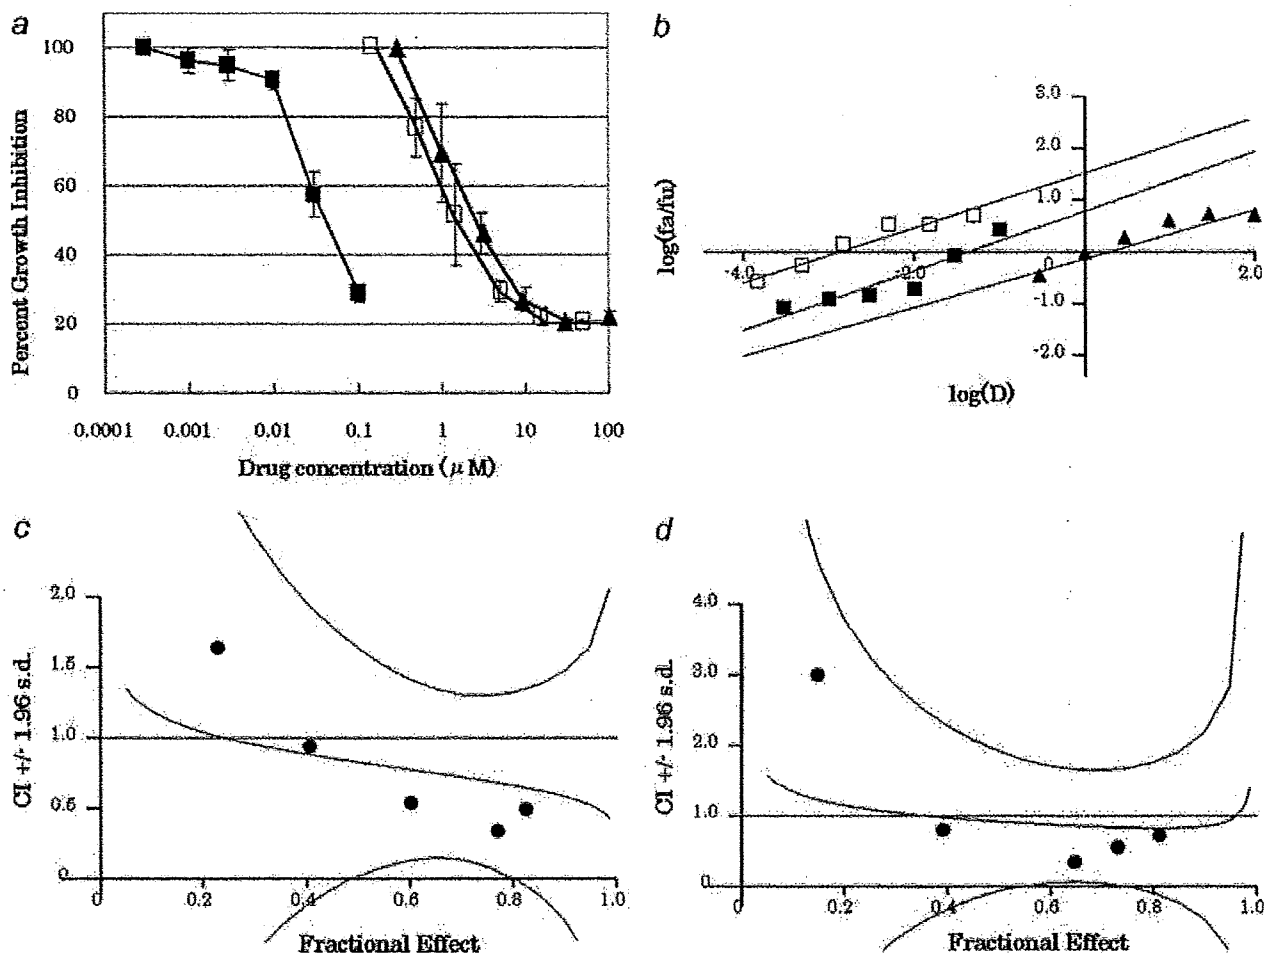 a
100
80
60
40
20
0
Percent Growth Inhibition
0.0001 0.001 0.01 0.1 1 10 100
Drug concentration (μM)
b
3.0
2.0
1.0
0
-1.0
-2.0
-4.0 -2.0 2.0
log(fa/fu)
log(D)
c
2.0
1.5
1.0
0.5
0
CI +/- 1.96 s.d.
0 0.2 0.4 0.6 0.8 1.0
Fractional Effect
d
4.0
3.0
2.0
1.0
0
CI +/- 1.96 s.d.
0 0.2 0.4 0.6 0.8 1.0
Fractional Effect